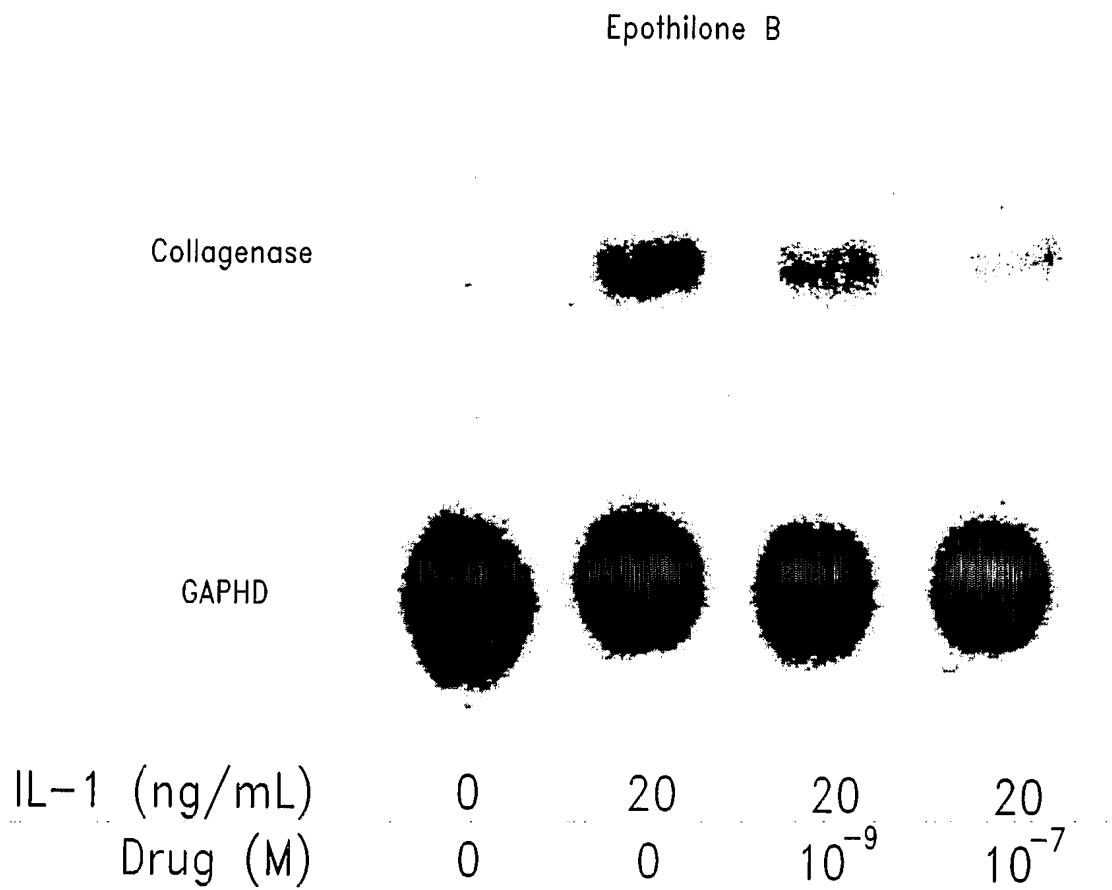 Epothilone B
Collagenase
GAPHD
IL-1 (ng/mL) 0 20 20 20
Drug (M) 0 0 10⁻⁹ 10⁻⁷